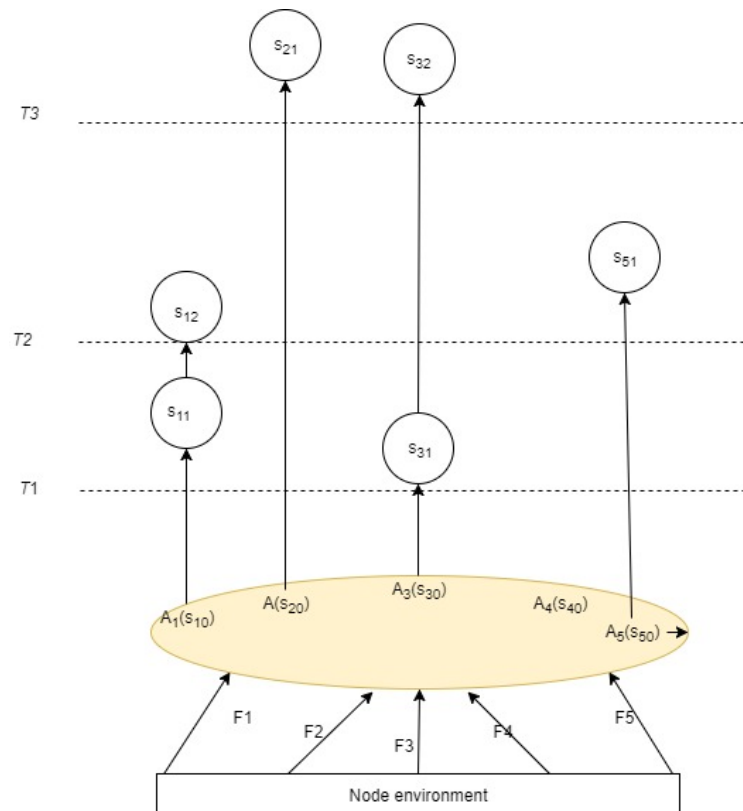 s21
s32
T3
s51
s12
T2
s11
s31
T1
A1(s10)
A(s20)
A3(s30)
A4(s40)
A5(s50)
F1
F2
F3
F4
F5
Node environment